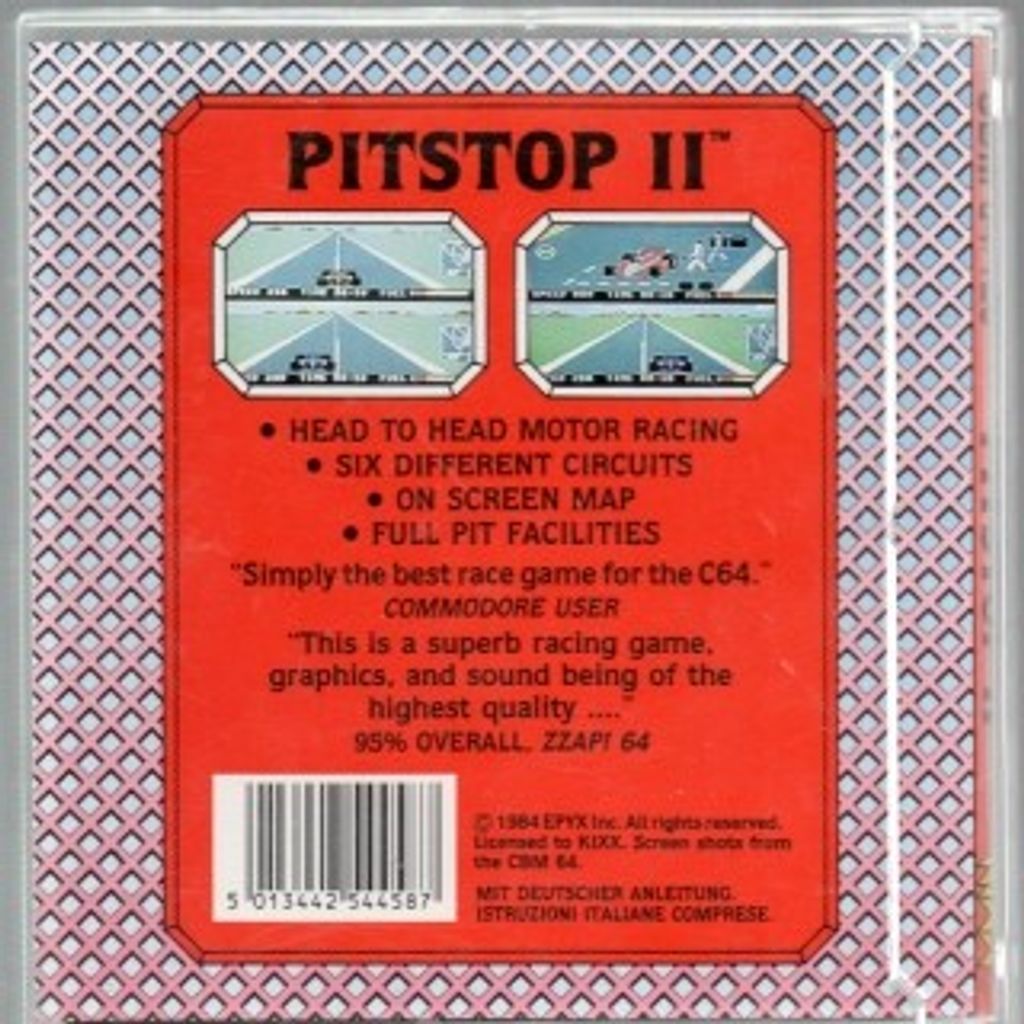 PITSTOP II™
• HEAD TO HEAD MOTOR RACING
• SIX DIFFERENT CIRCUITS
• ON SCREEN MAP
• FULL PIT FACILITIES
"Simply the best race game for the C64."
COMMODORE USER
"This is a superb racing game,
graphics, and sound being of the
highest quality ...."
95% OVERALL. ZZAP! 64
© 1984 EPYX Inc. All rights reserved.
Licensed to KIXX. Screen shots from
the CBM 64.
MIT DEUTSCHER ANLEITUNG.
ISTRUZIONI ITALIANE COMPRESE.
5 013442 544587